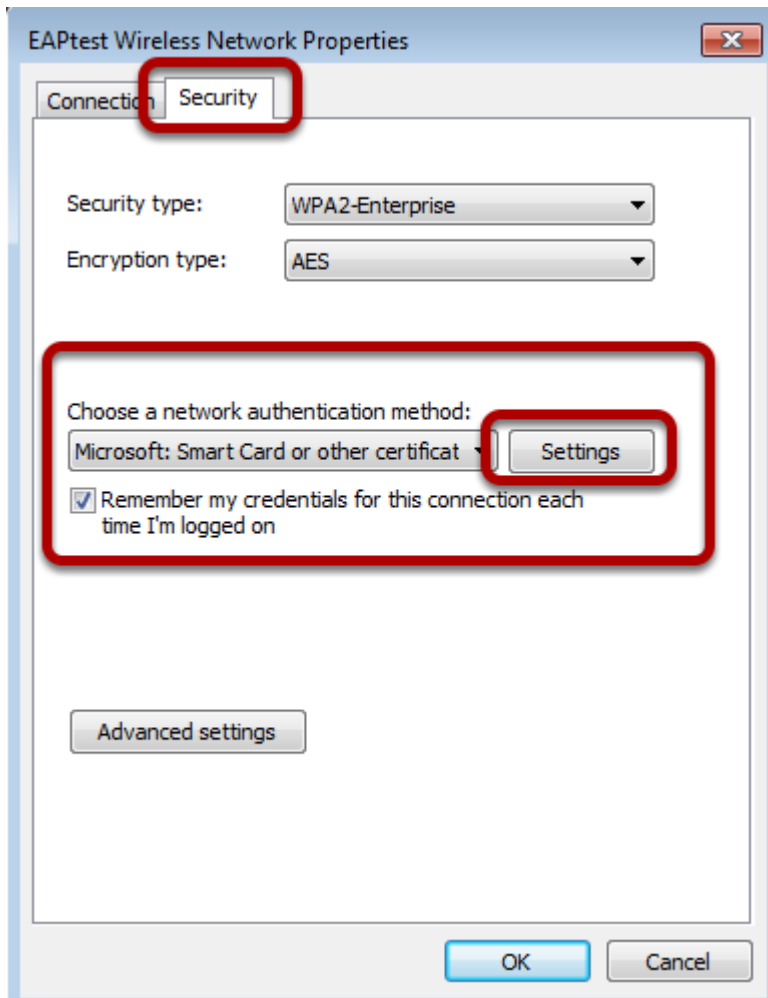 EAPtest Wireless Network Properties
Connection Security
Security type: WPA2-Enterprise
Encryption type: AES
Choose a network authentication method:
Microsoft: Smart Card or other certificat Settings
Remember my credentials for this connection each
time I'm logged on
Advanced settings
OK Cancel